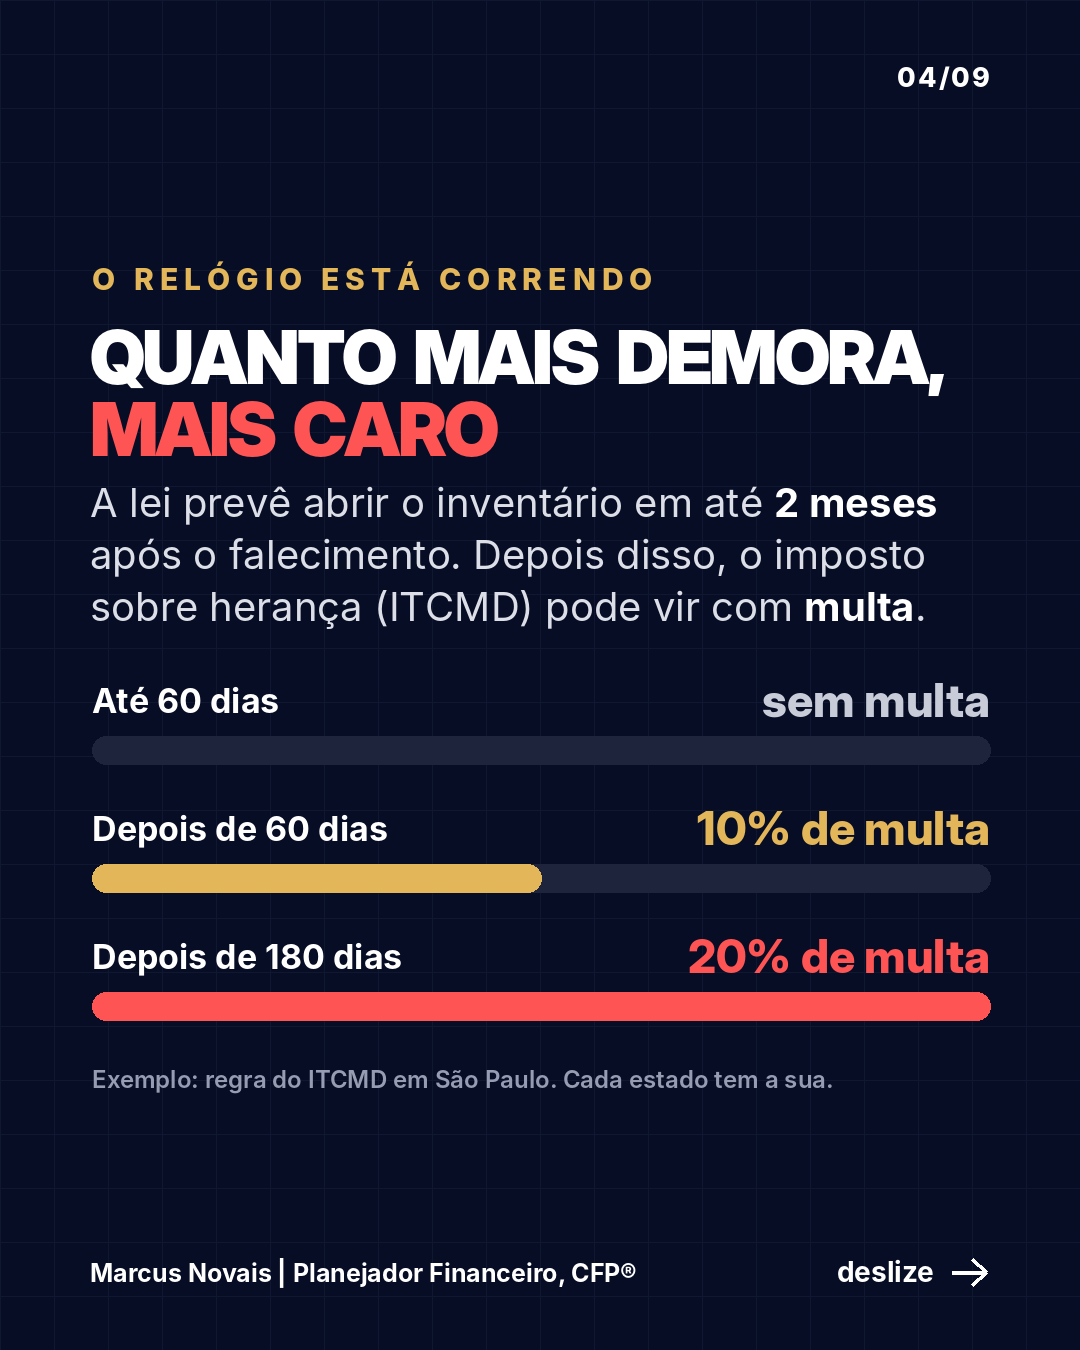 04/09
O RELÓGIO ESTÁ CORRENDO
QUANTO MAIS DEMORA,
MAIS CARO
A lei prevê abrir o inventário em até 2 meses
após o falecimento. Depois disso, o imposto
sobre herança (ITCMD) pode vir com multa.
Até 60 dias sem multa
Depois de 60 dias 10% de multa
Depois de 180 dias 20% de multa
Exemplo: regra do ITCMD em São Paulo. Cada estado tem a sua.
Marcus Novais | Planejador Financeiro, CFP® deslize →